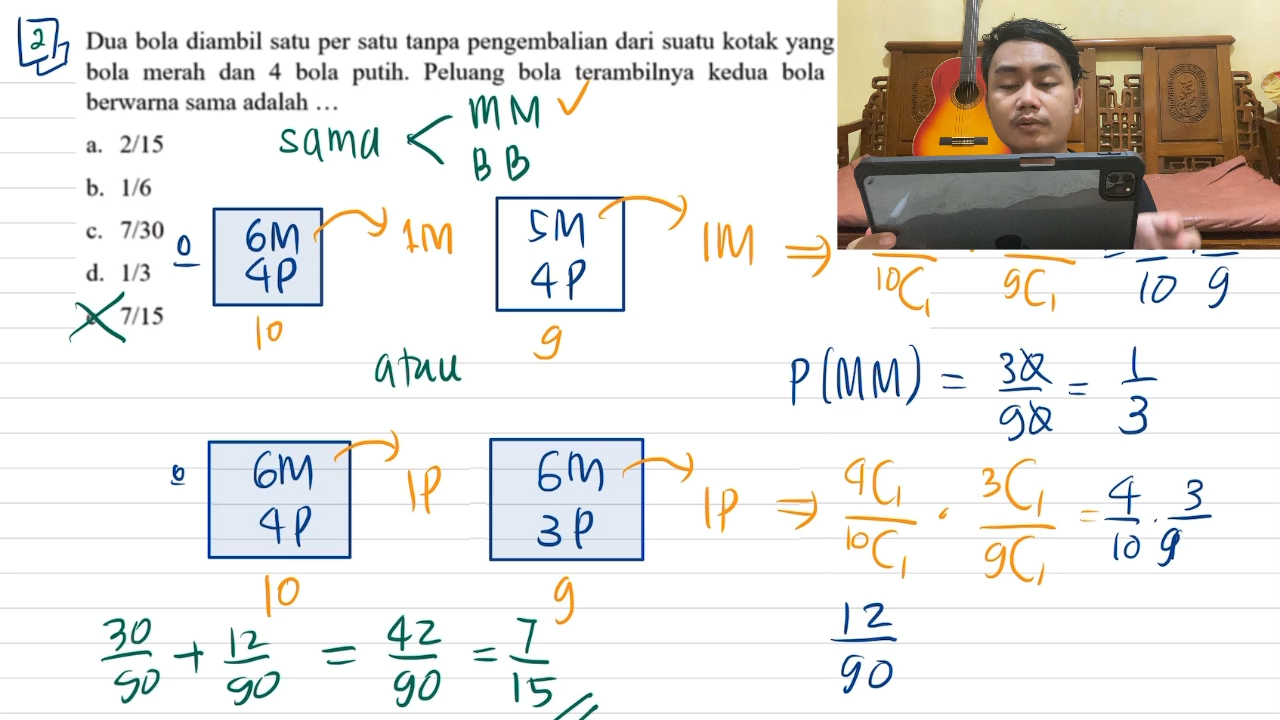 2
Dua bola diambil satu per satu tanpa pengembalian dari suatu kotak yang
bola merah dan 4 bola putih. Peluang bola terambilnya kedua bola
berwarna sama adalah …
a. 2/15
b. 1/6
c. 7/30
d. 1/3
7/15
sama < MM ✓
BB
6M
4P
10
1M
5M
4P
9
1M ⇒
10C₁ 9C₁ = 10 · 9
atau
P(MM) = 30/90 = 1/3
6M
4P
10
1P
6M
3P
9
1P ⇒ 4C₁/10C₁ · 3C₁/9C₁ = 4/10 · 3/9
12/90
30/90 + 12/90 = 42/90 = 7/15 //